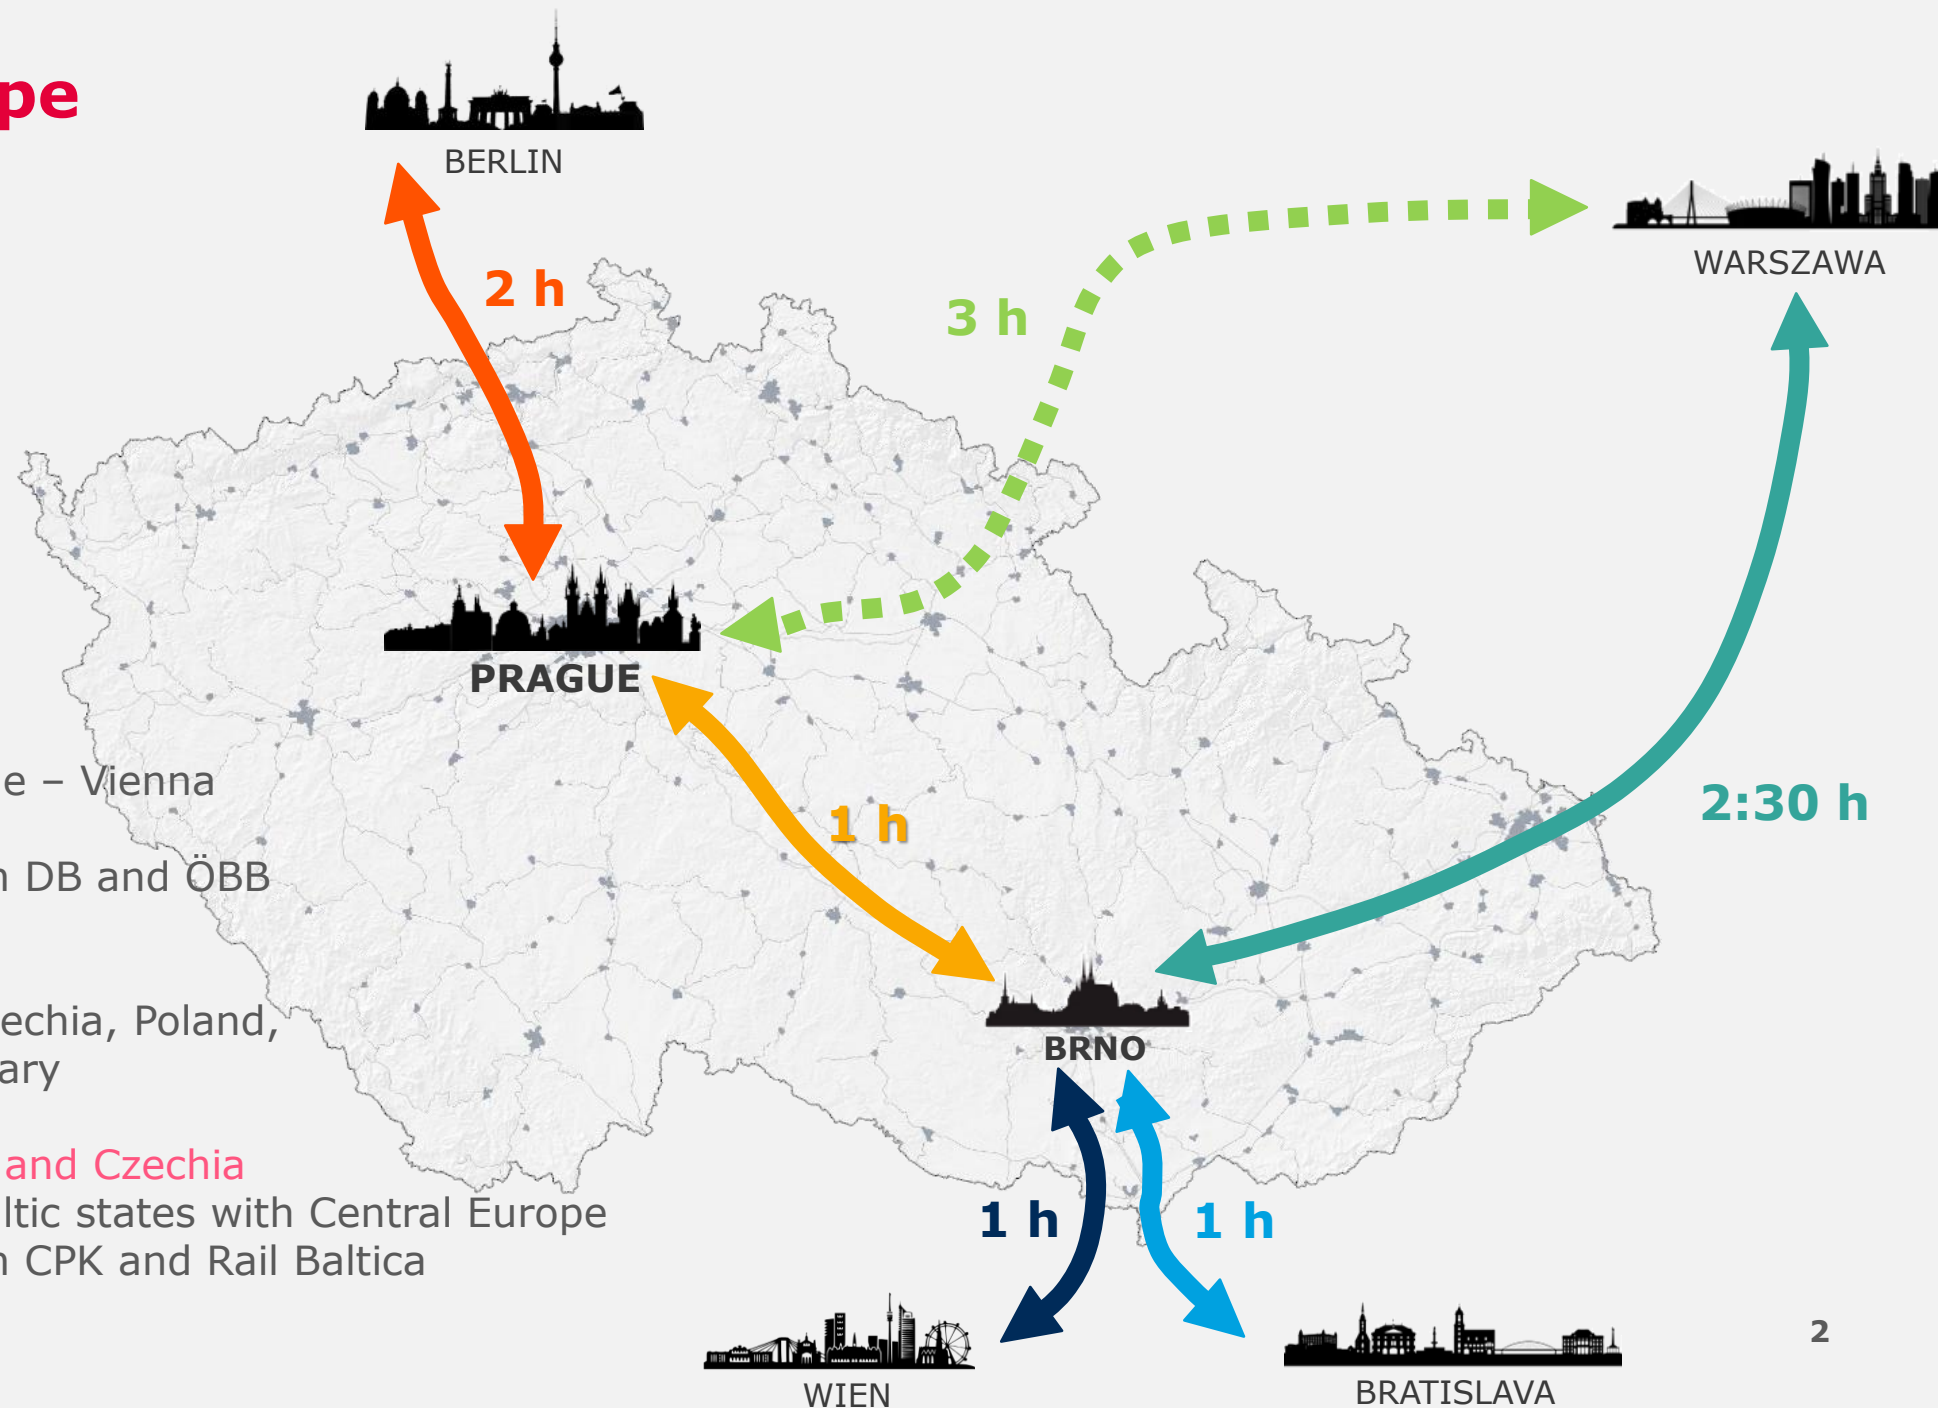 pe
BERLIN
WARSZAWA
2 h
3 h
PRAGUE
e – Vienna
1 h
2:30 h
n DB and ÖBB
echia, Poland,
ary
BRNO
and Czechia
ltic states with Central Europe
n CPK and Rail Baltica
1 h
1 h
2
WIEN
BRATISLAVA